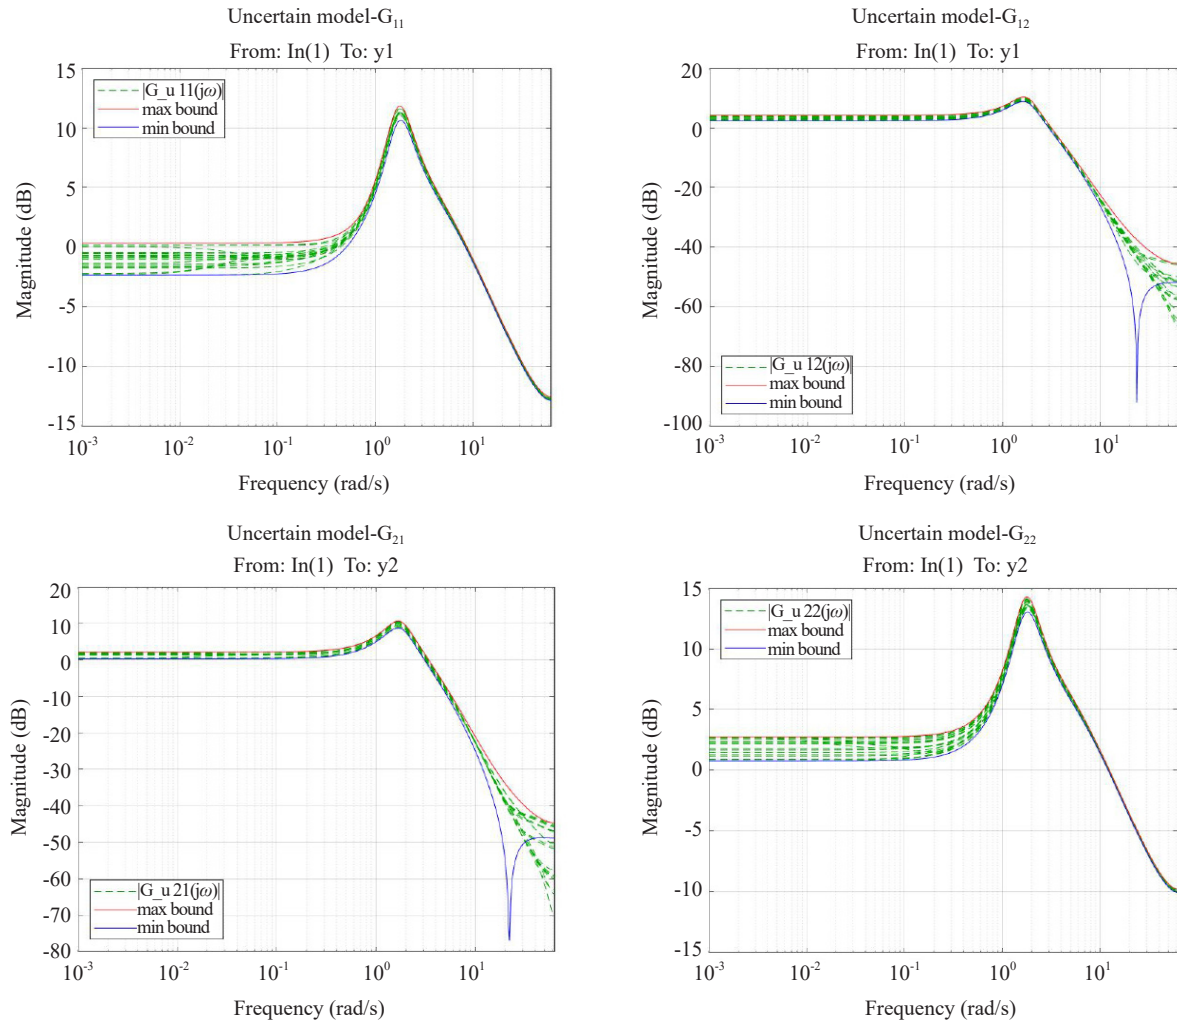 Uncertain model-G₁₁
From: In(1) To: y1
15
10
5
0
-5
-10
-15
Magnitude (dB)
|G_u 11(jω)|
max bound
min bound
10⁻³ 10⁻² 10⁻¹ 10⁰ 10¹
Frequency (rad/s)
Uncertain model-G₁₂
From: In(1) To: y1
20
0
-20
-40
-60
-80
-100
Magnitude (dB)
|G_u 12(jω)|
max bound
min bound
10⁻³ 10⁻² 10⁻¹ 10⁰ 10¹
Frequency (rad/s)
Uncertain model-G₂₁
From: In(1) To: y2
20
10
0
-10
-20
-30
-40
-50
-60
-70
-80
Magnitude (dB)
|G_u 21(jω)|
max bound
min bound
10⁻³ 10⁻² 10⁻¹ 10⁰ 10¹
Frequency (rad/s)
Uncertain model-G₂₂
From: In(1) To: y2
15
10
5
0
-5
-10
-15
Magnitude (dB)
|G_u 22(jω)|
max bound
min bound
10⁻³ 10⁻² 10⁻¹ 10⁰ 10¹
Frequency (rad/s)